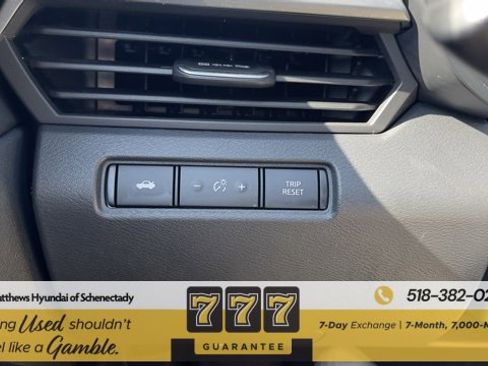 - +
TRIP
RESET
atthews Hyundai of Schenectady
518-382-02
ing Used shouldn't
el like a Gamble.
777
GUARANTEE
7-Day Exchange | 7-Month, 7,000-M